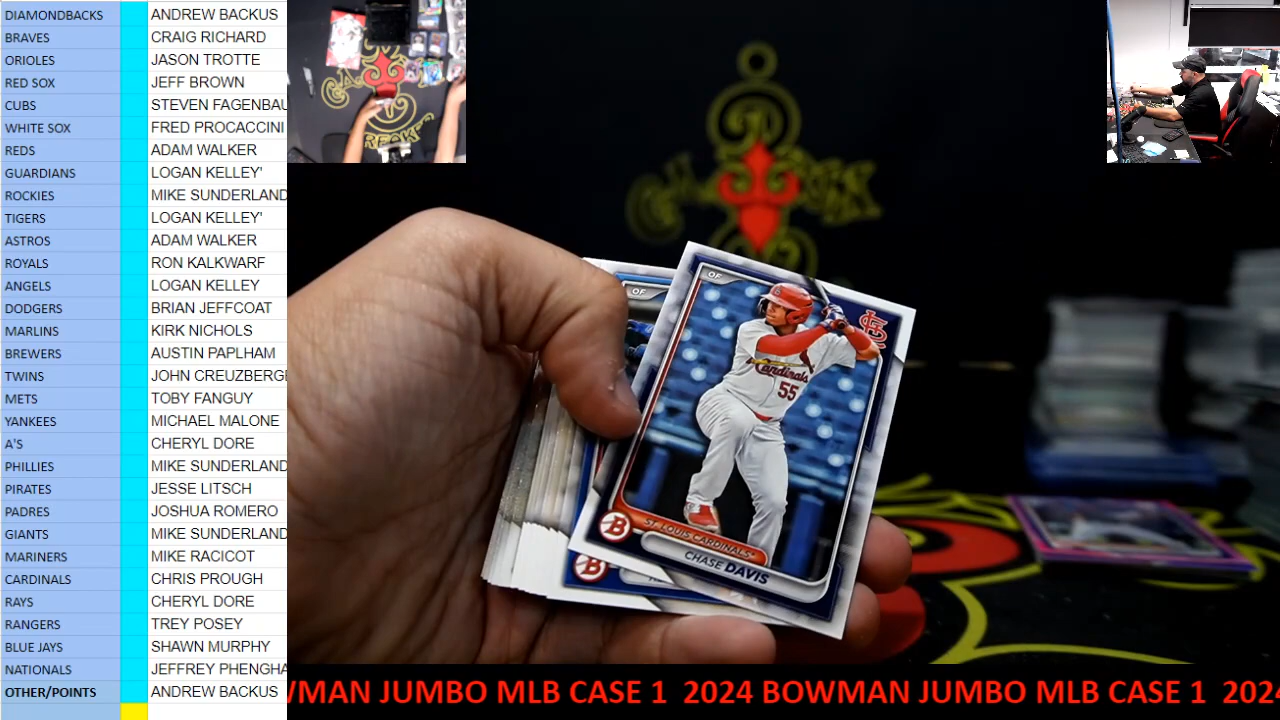 DIAMONDBACKS ANDREW BACKUS
BRAVES CRAIG RICHARD
ORIOLES JASON TROTTE
RED SOX JEFF BROWN
CUBS STEVEN FAGENBAU
WHITE SOX FRED PROCACCINI
REDS ADAM WALKER
GUARDIANS LOGAN KELLEY'
ROCKIES MIKE SUNDERLAND
TIGERS LOGAN KELLEY'
ASTROS ADAM WALKER
ROYALS RON KALKWARF
ANGELS LOGAN KELLEY
DODGERS BRIAN JEFFCOAT
MARLINS KIRK NICHOLS
BREWERS AUSTIN PAPLHAM
TWINS JOHN CREUZBERGE
METS TOBY FANGUY
YANKEES MICHAEL MALONE
A'S CHERYL DORE
PHILLIES MIKE SUNDERLAND
PIRATES JESSE LITSCH
PADRES JOSHUA ROMERO
GIANTS MIKE SUNDERLAND
MARINERS MIKE RACICOT
CARDINALS CHRIS PROUGH
RAYS CHERYL DORE
RANGERS TREY POSEY
BLUE JAYS SHAWN MURPHY
NATIONALS JEFFREY PHENGHA
OTHER/POINTS ANDREW BACKUS
OF
OF
Cardinals
55
B
ST. LOUIS CARDINALS
CHASE DAVIS
B
WMAN JUMBO MLB CASE 1 2024 BOWMAN JUMBO MLB CASE 1 202